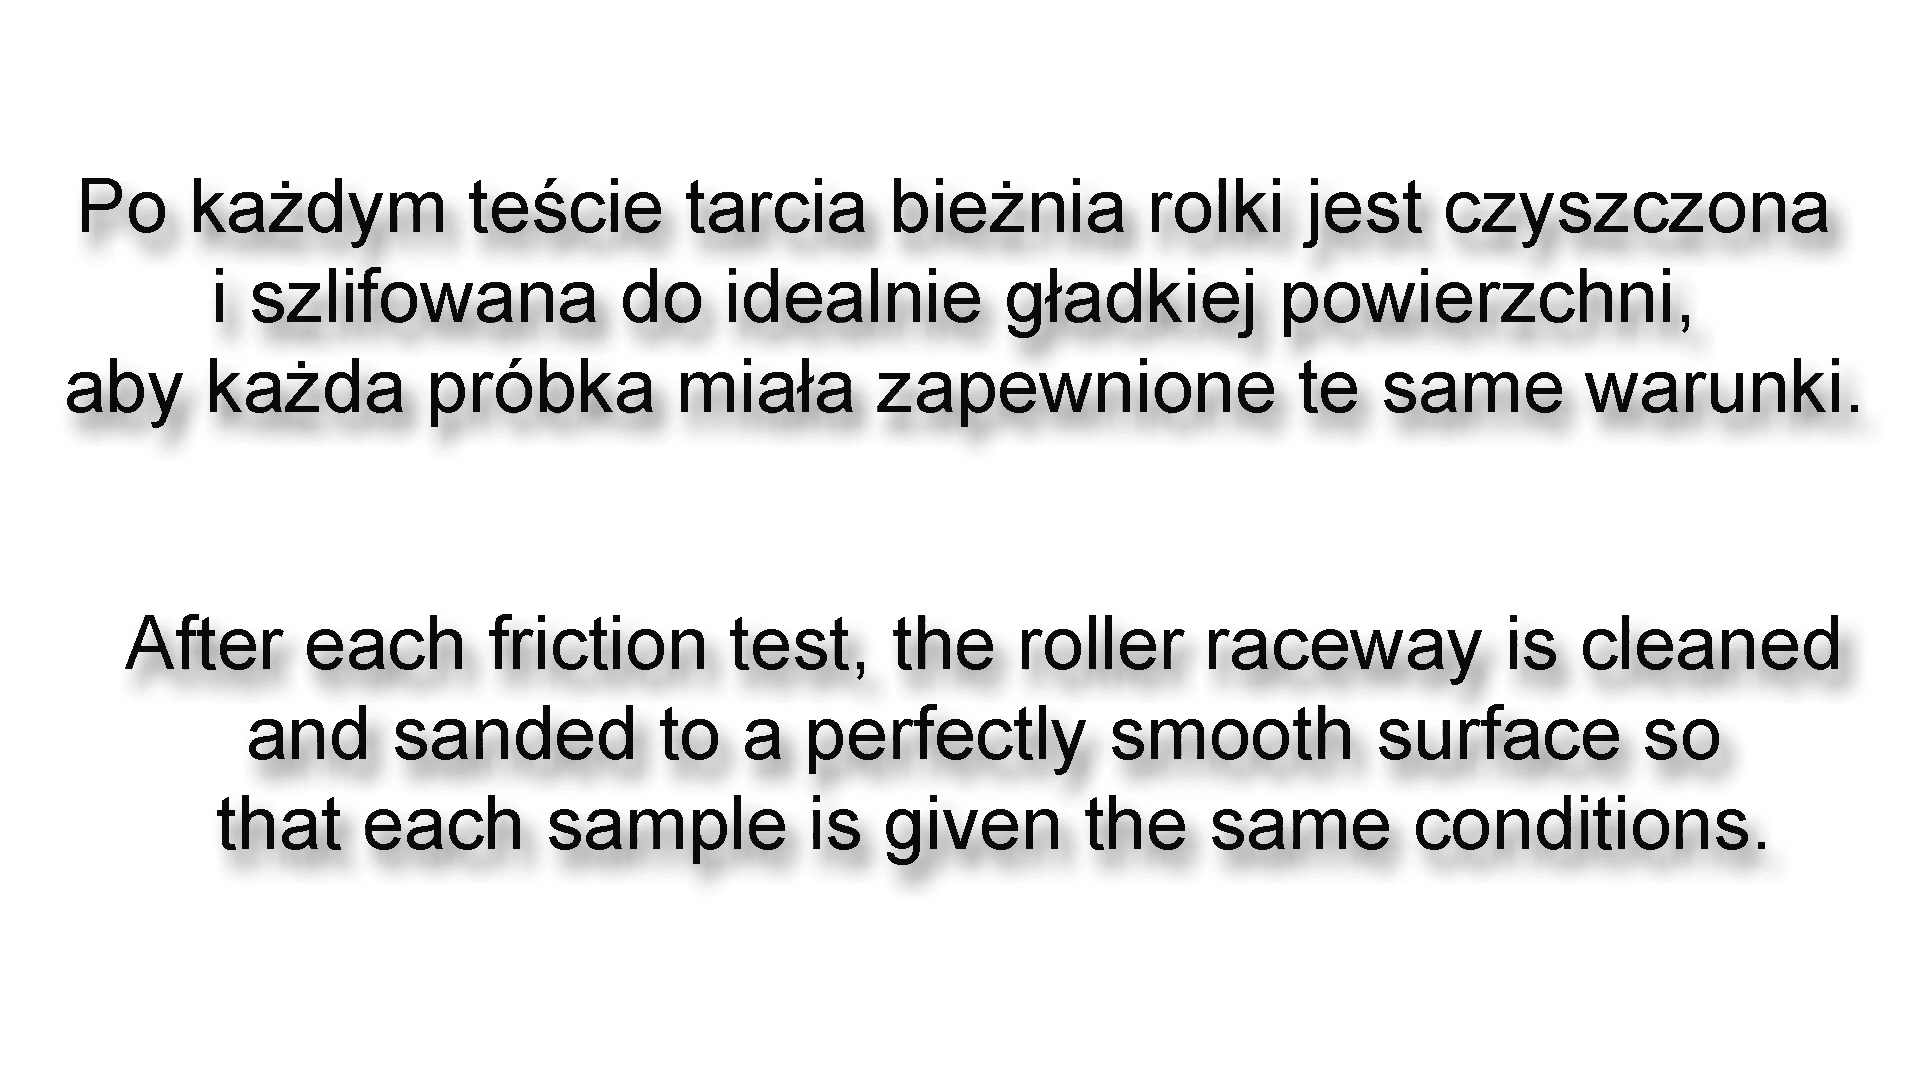 Po każdym teście tarcia bieżnia rolki jest czyszczona
i szlifowana do idealnie gładkiej powierzchni,
aby każda próbka miała zapewnione te same warunki.
After each friction test, the roller raceway is cleaned
and sanded to a perfectly smooth surface so
that each sample is given the same conditions.